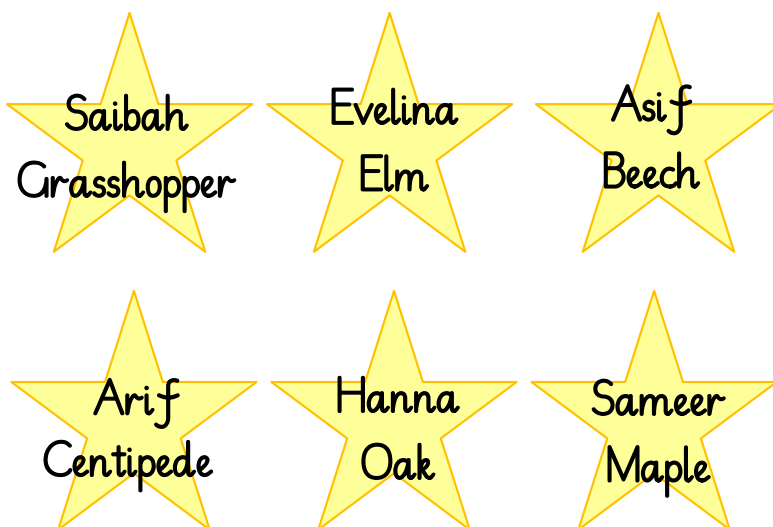 Saibah
Grasshopper
Evelina
Elm
Asif
Beech
Arif
Centipede
Hanna
Oak
Sameer
Maple